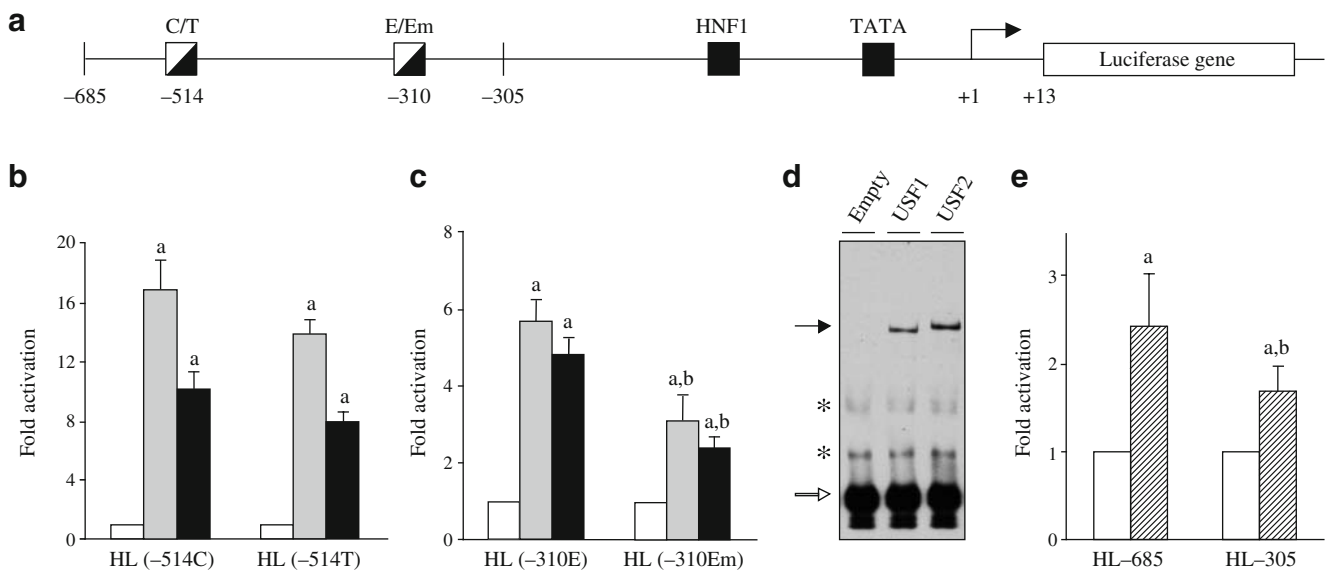 a
C/T E/Em HNF1 TATA
Luciferase gene
–685 –514 –310 –305 +1 +13
b
Fold activation
20
16
12
8
4
0
a
a
a
a
HL (–514C) HL (–514T)
c
Fold activation
8
6
4
2
0
a
a
a,b
a,b
HL (–310E) HL (–310Em)
d
Empty USF1 USF2
*
*
e
Fold activation
3
2
1
0
a
a,b
HL–685 HL–305